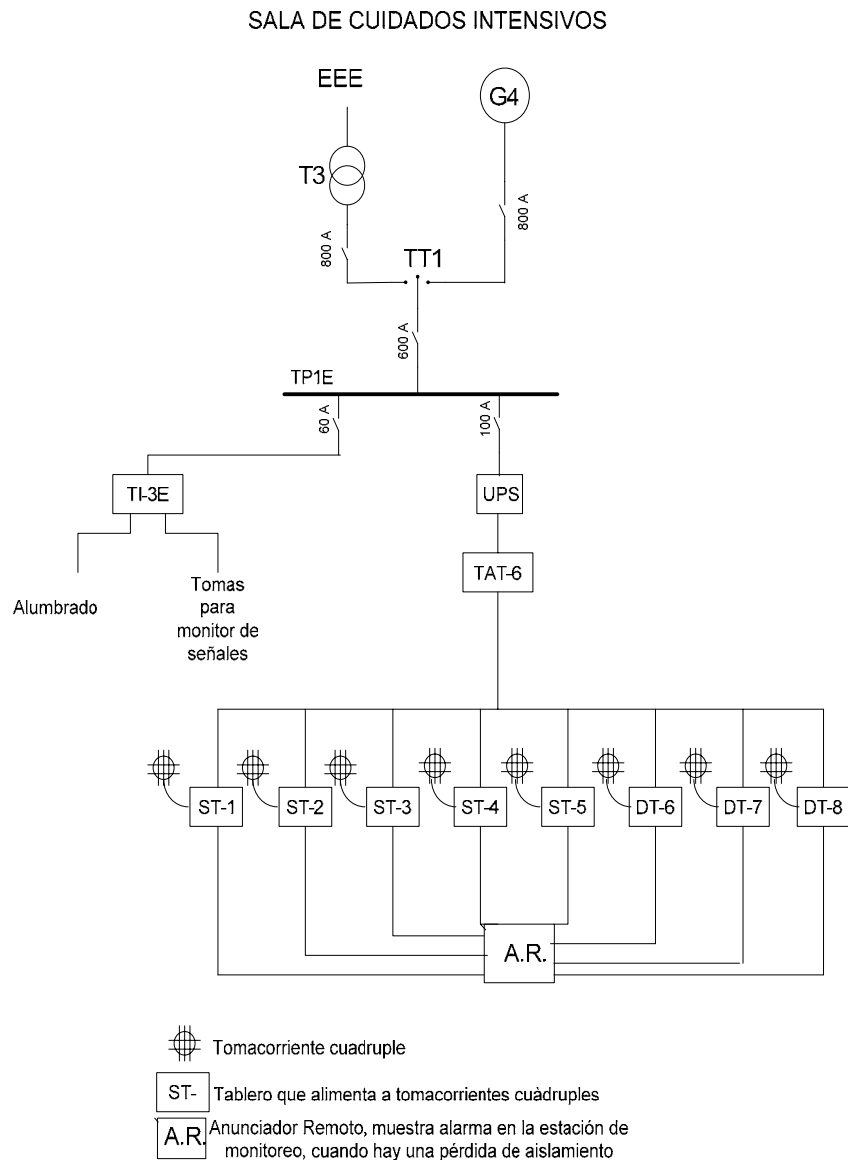 SALA DE CUIDADOS INTENSIVOS
EEE
G4
T3
800 A
800 A
TT1
600 A
TP1E
60 A
100 A
TI-3E
UPS
TAT-6
Alumbrado
Tomas
para
monitor de
señales
ST-1
ST-2
ST-3
ST-4
ST-5
DT-6
DT-7
DT-8
A.R.
Tomacorriente cuadruple
ST-
Tablero que alimenta a tomacorrientes cuàdruples
A.R.
Anunciador Remoto, muestra alarma en la estación de
monitoreo, cuando hay una pérdida de aislamiento